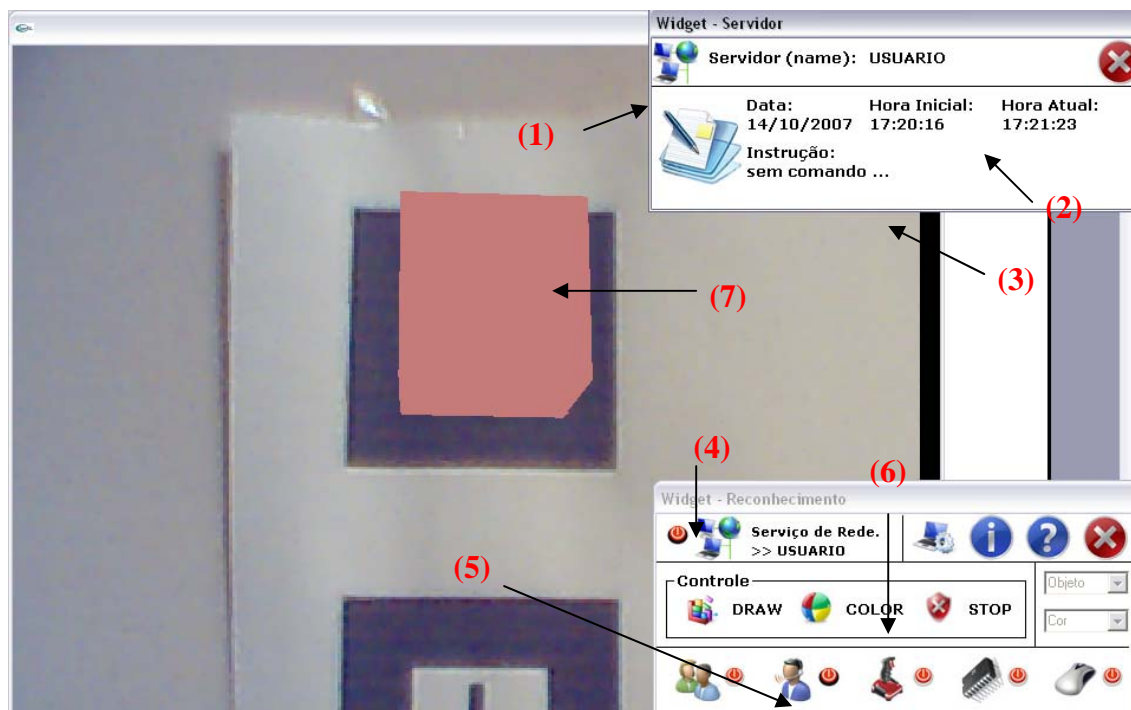 Widget - Servidor
Servidor (name): USUARIO
Data: Hora Inicial: Hora Atual:
14/10/2007 17:20:16 17:21:23
Instrução:
sem comando ...
(1)
(2)
(3)
(7)
(4)
(6)
(5)
Widget - Reconhecimento
Serviço de Rede.
>> USUARIO
Controle
DRAW COLOR STOP
Objeto
Cor